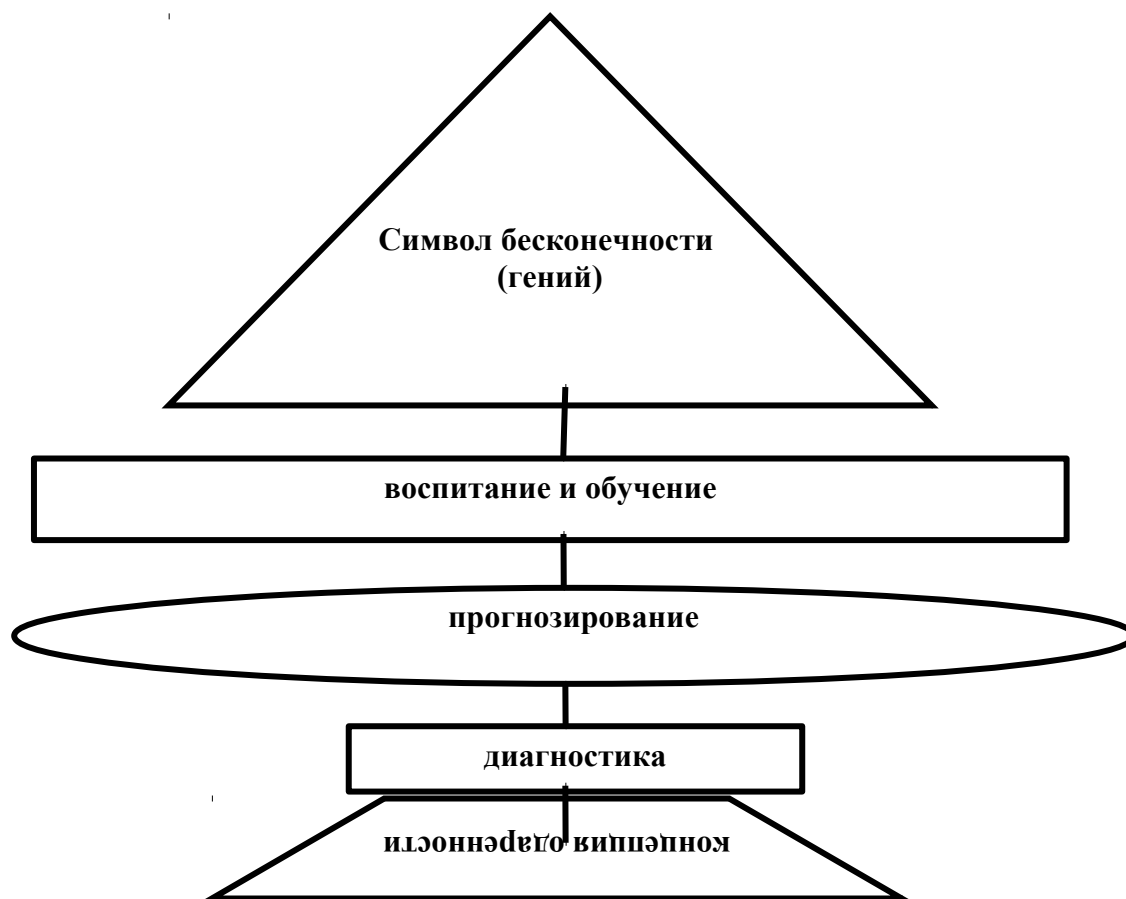 Символ бесконечности
(гений)
воспитание и обучение
прогнозирование
диагностика
концепция одаренности